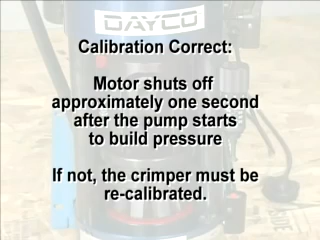 DAYCO
Calibration Correct:
Motor shuts off
approximately one second
after the pump starts
to build pressure
If not, the crimper must be
re-calibrated.